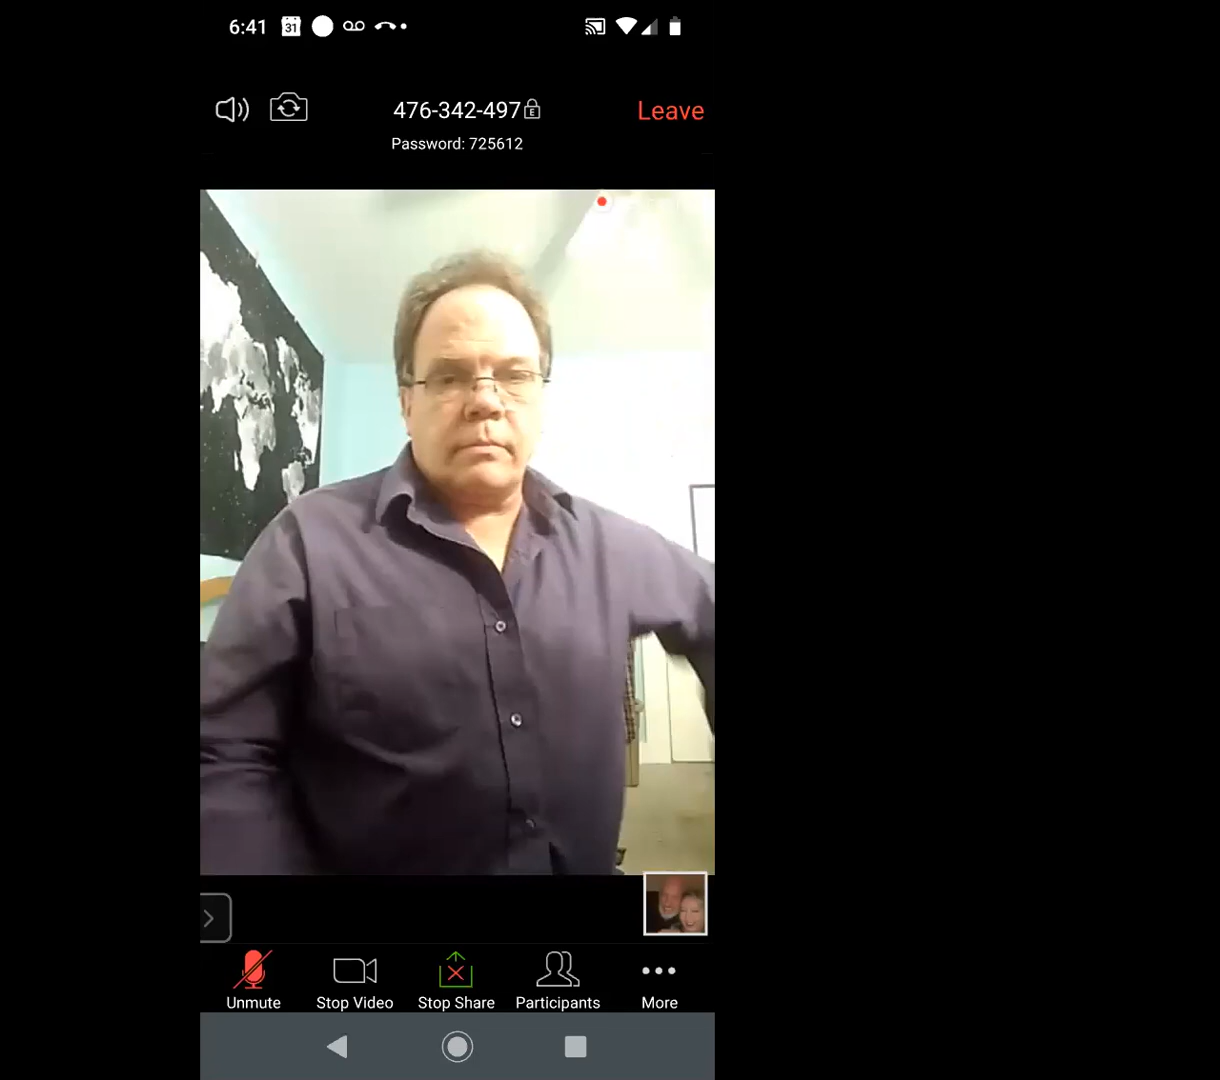 6:41 31
476-342-497 E
Leave
Password: 725612
Unmute
Stop Video
Stop Share
Participants
More